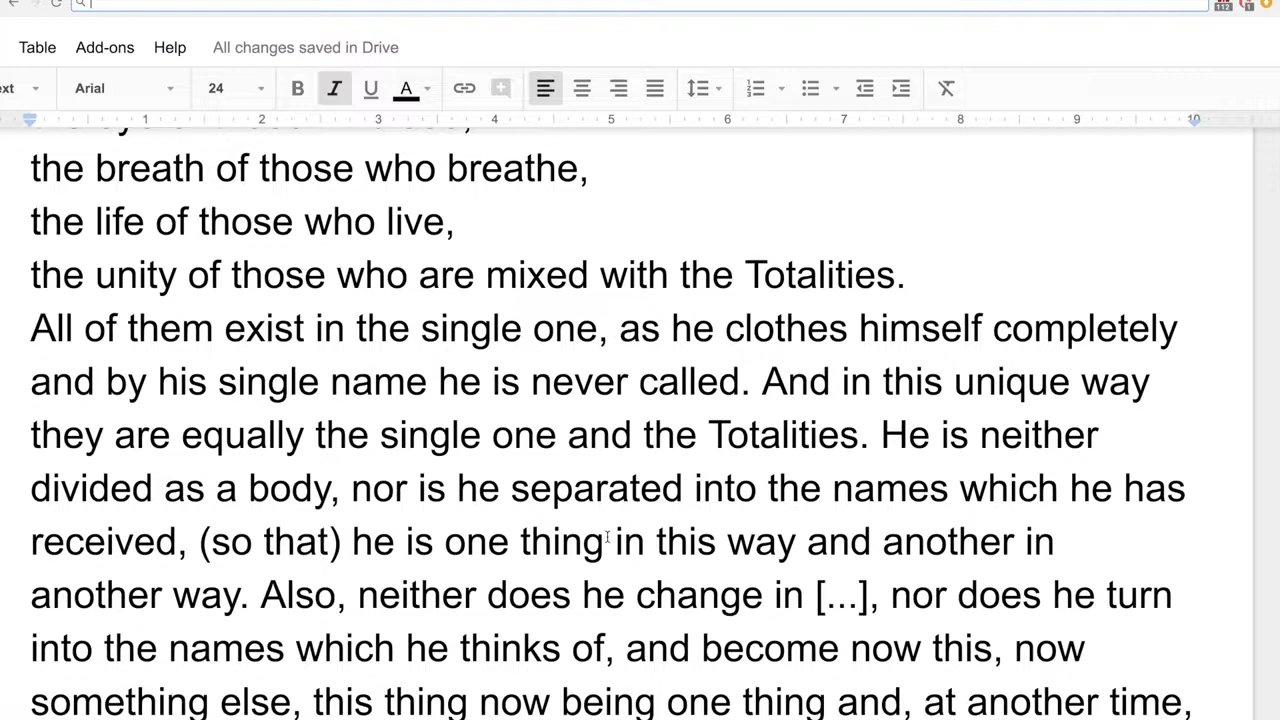 Table Add-ons Help All changes saved in Drive
Arial 24 B I U A
1 2 3 4 5 6 7 8 9 10
the breath of those who breathe,
the life of those who live,
the unity of those who are mixed with the Totalities.
All of them exist in the single one, as he clothes himself completely
and by his single name he is never called. And in this unique way
they are equally the single one and the Totalities. He is neither
divided as a body, nor is he separated into the names which he has
received, (so that) he is one thing in this way and another in
another way. Also, neither does he change in [...], nor does he turn
into the names which he thinks of, and become now this, now
something else, this thing now being one thing and, at another time,